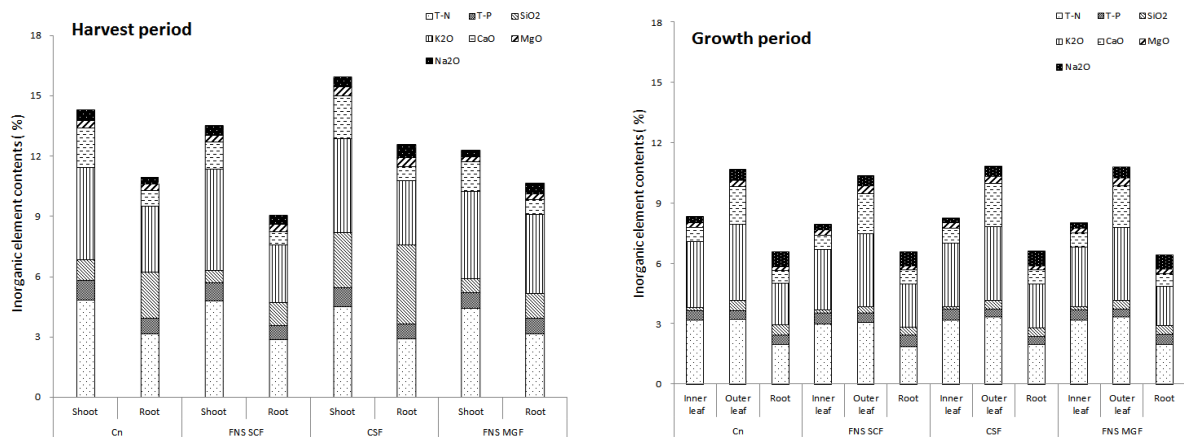 Harvest period
T-N T-P SiO2
K2O CaO MgO
Na2O
Inorganic element contents ( %)
18
15
12
9
6
3
0
Shoot Root Shoot Root Shoot Root Shoot Root
Cn FNS SCF CSF FNS MGF
Growth period
T-N T-P SiO2
K2O CaO MgO
Na2O
Inorganic element contents ( %)
18
15
12
9
6
3
0
Inner leaf Outer leaf Root Inner leaf Outer leaf Root Inner leaf Outer leaf Root Inner leaf Outer leaf Root
Cn FNS SCF CSF FNS MGF